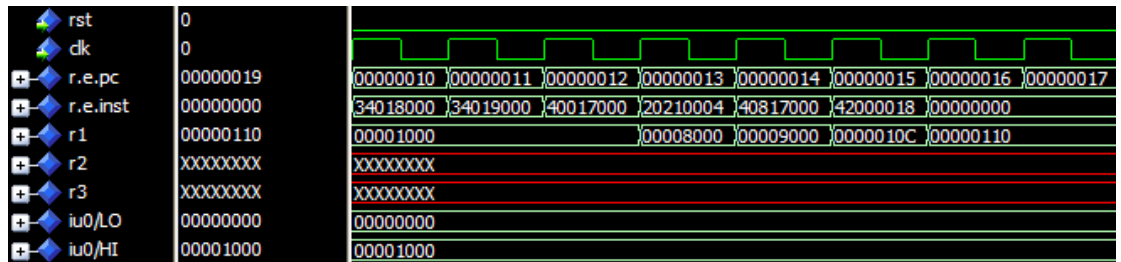 rst 0
clk 0
r.e.pc 00000019 00000010 00000011 00000012 00000013 00000014 00000015 00000016 00000017
r.e.inst 00000000 34018000 34019000 40017000 20210004 40817000 42000018 00000000
r1 00000110 00001000 00008000 00009000 0000010C 00000110
r2 XXXXXXXX XXXXXXXX
r3 XXXXXXXX XXXXXXXX
iu0/LO 00000000 00000000
iu0/HI 00001000 00001000